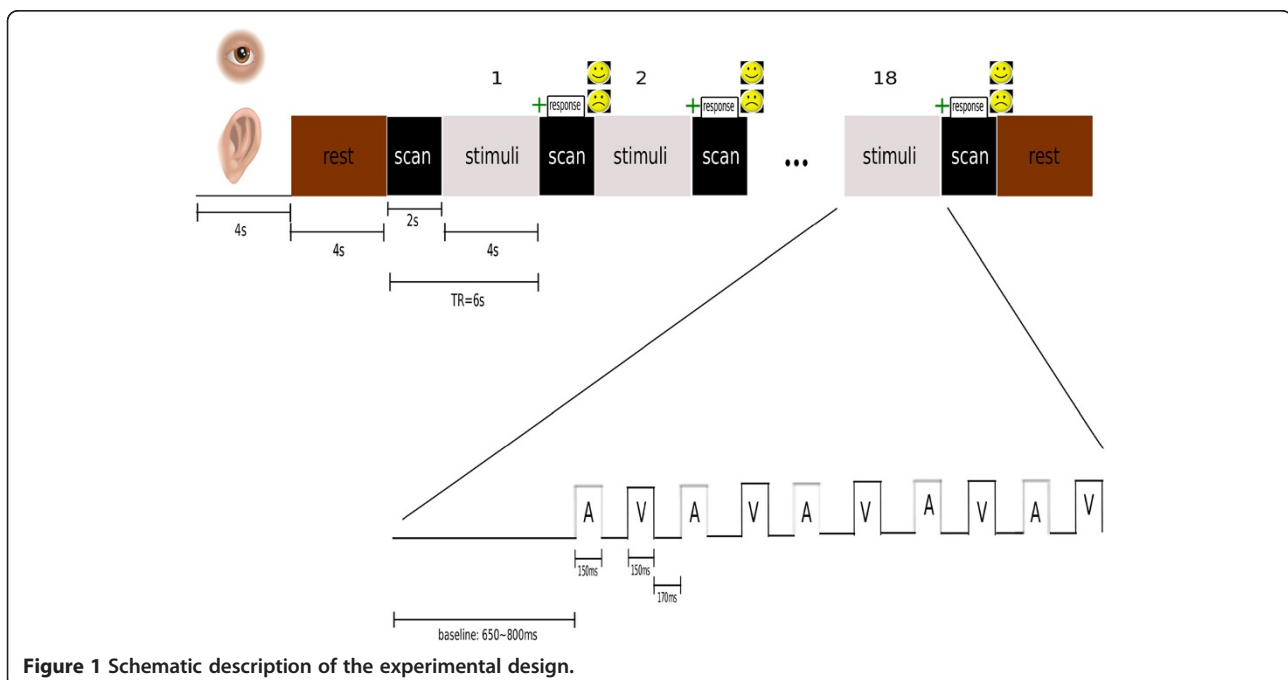 1 2 18
+ response + response + response
rest scan stimuli scan stimuli scan ... stimuli scan rest
4s 4s 2s 4s
TR=6s
A V A V A V A V A V
150ms 150ms
170ms
baseline: 650~800ms
Figure 1 Schematic description of the experimental design.